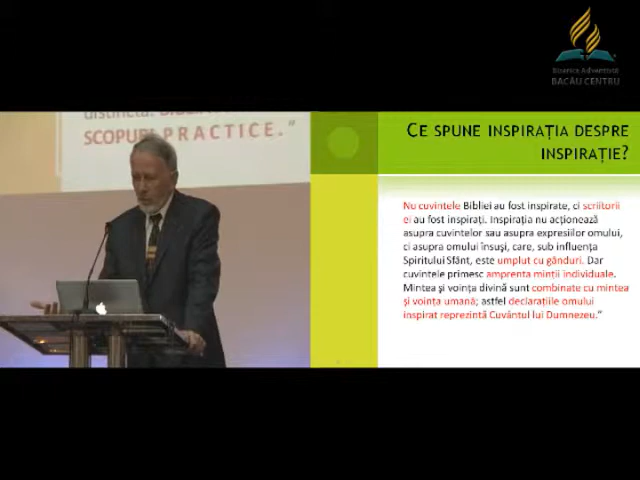 Biserica Adventistă
BACĂU CENTRU
SCOPURI PRACTICE."
CE SPUNE INSPIRAȚIA DESPRE
INSPIRAȚIE?
Nu cuvintele Bibliei au fost inspirate, ci scriitorii
ei au fost inspirați. Inspirația nu acționează
asupra cuvintelor sau asupra expresiilor omului,
ci asupra omului însuși, care, sub influența
Spiritului Sfânt, este umplut cu gânduri. Dar
cuvintele primesc amprenta minții individuale.
Mintea și voința divină sunt combinate cu mintea
și voința umană; astfel declarațiile omului
inspirat reprezintă Cuvântul lui Dumnezeu."